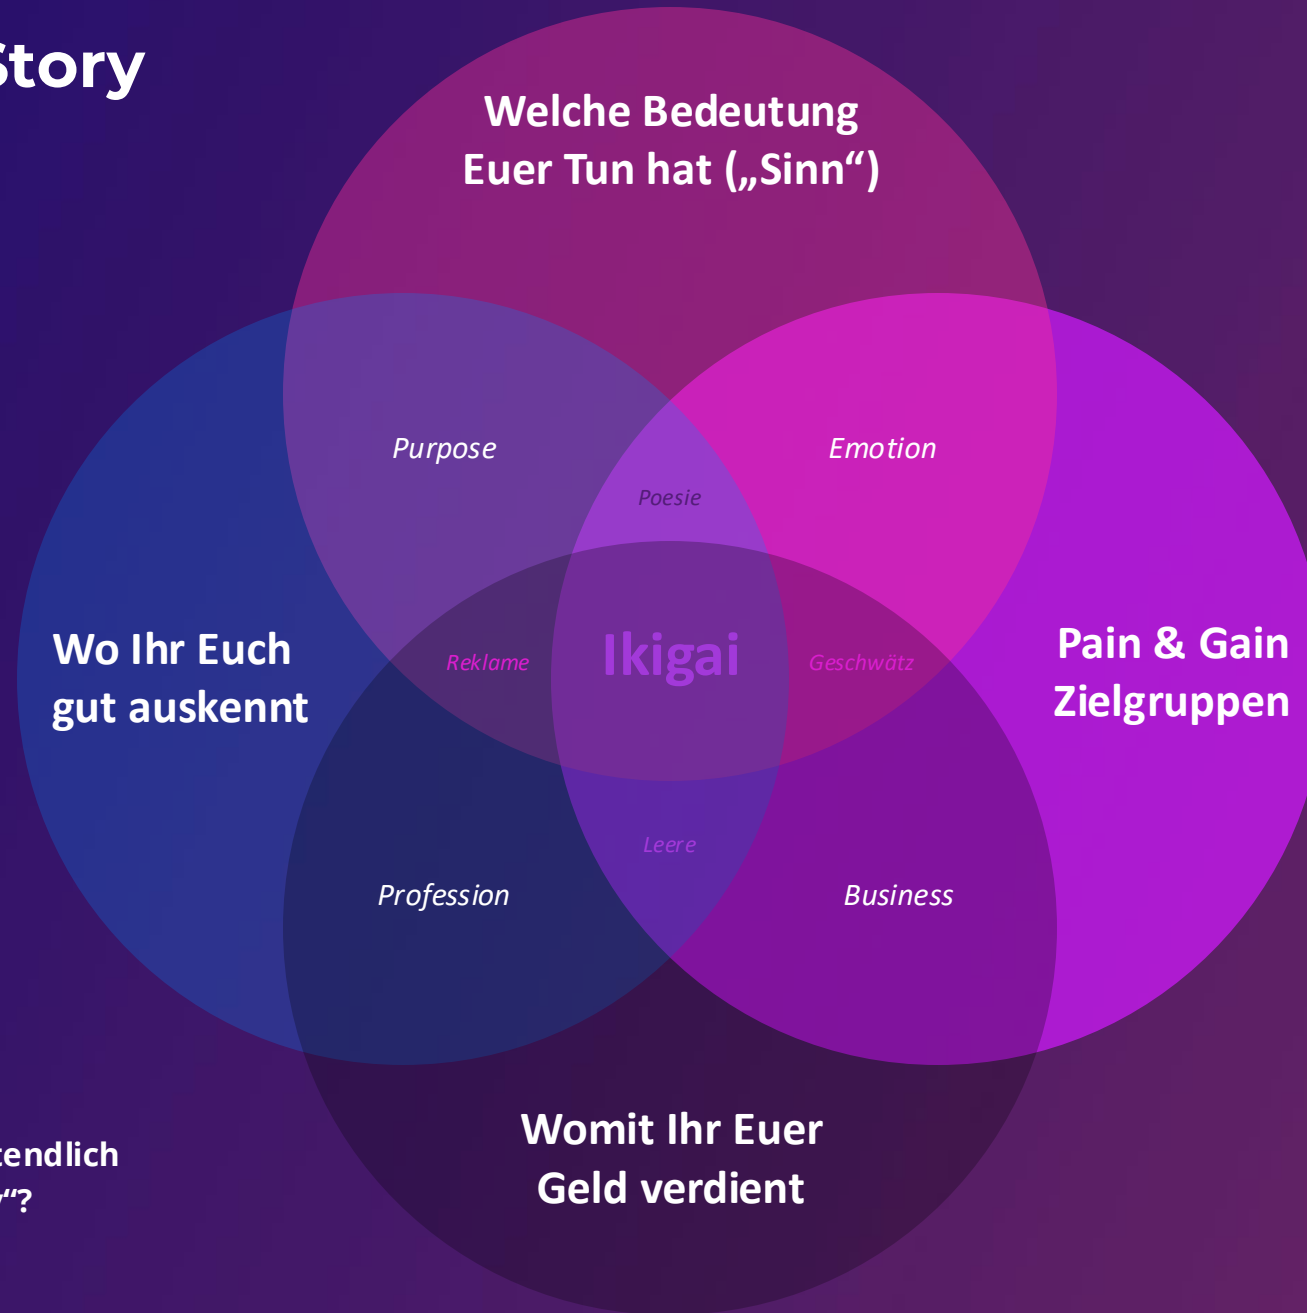 Story
Welche Bedeutung
Euer Tun hat („Sinn“)
Purpose
Emotion
Poesie
Wo Ihr Euch
gut auskennt
Reklame
Ikigai
Geschwätz
Pain & Gain
Zielgruppen
Leere
Profession
Business
Womit Ihr Euer
Geld verdient
tendlich
y“?